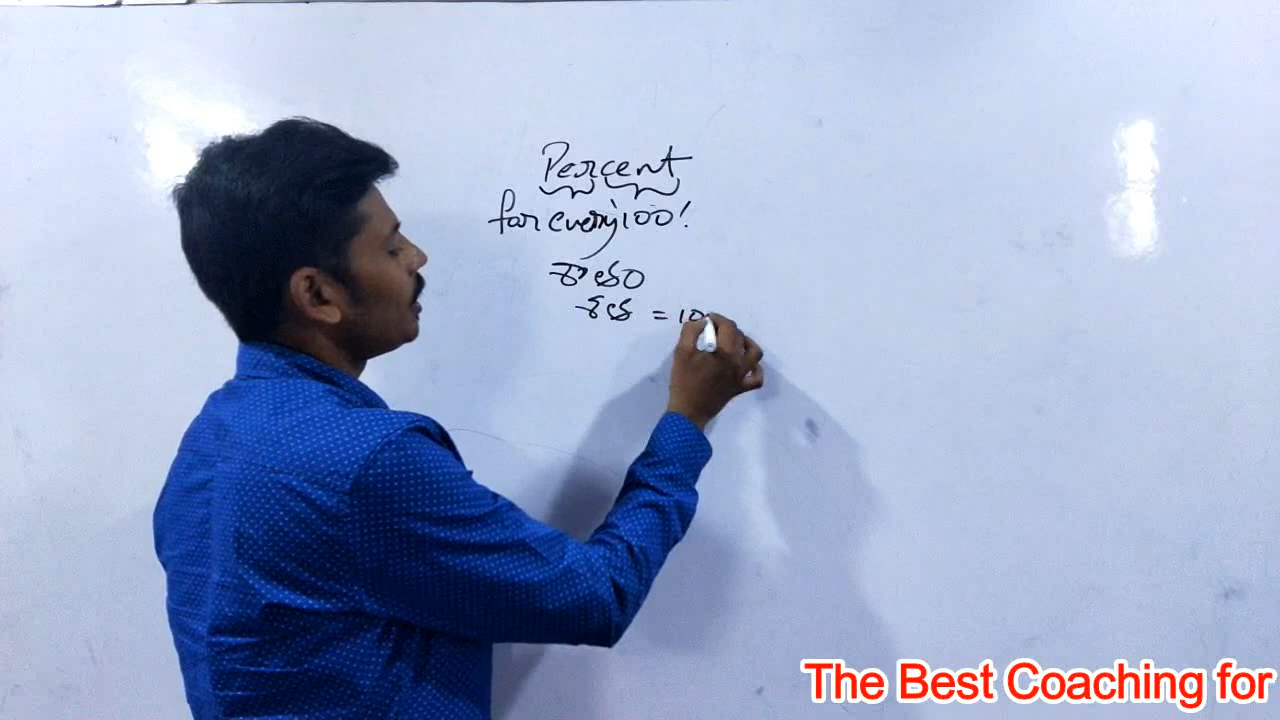 Percent
for every 100!
శాతం
శత = 10
The Best Coaching for